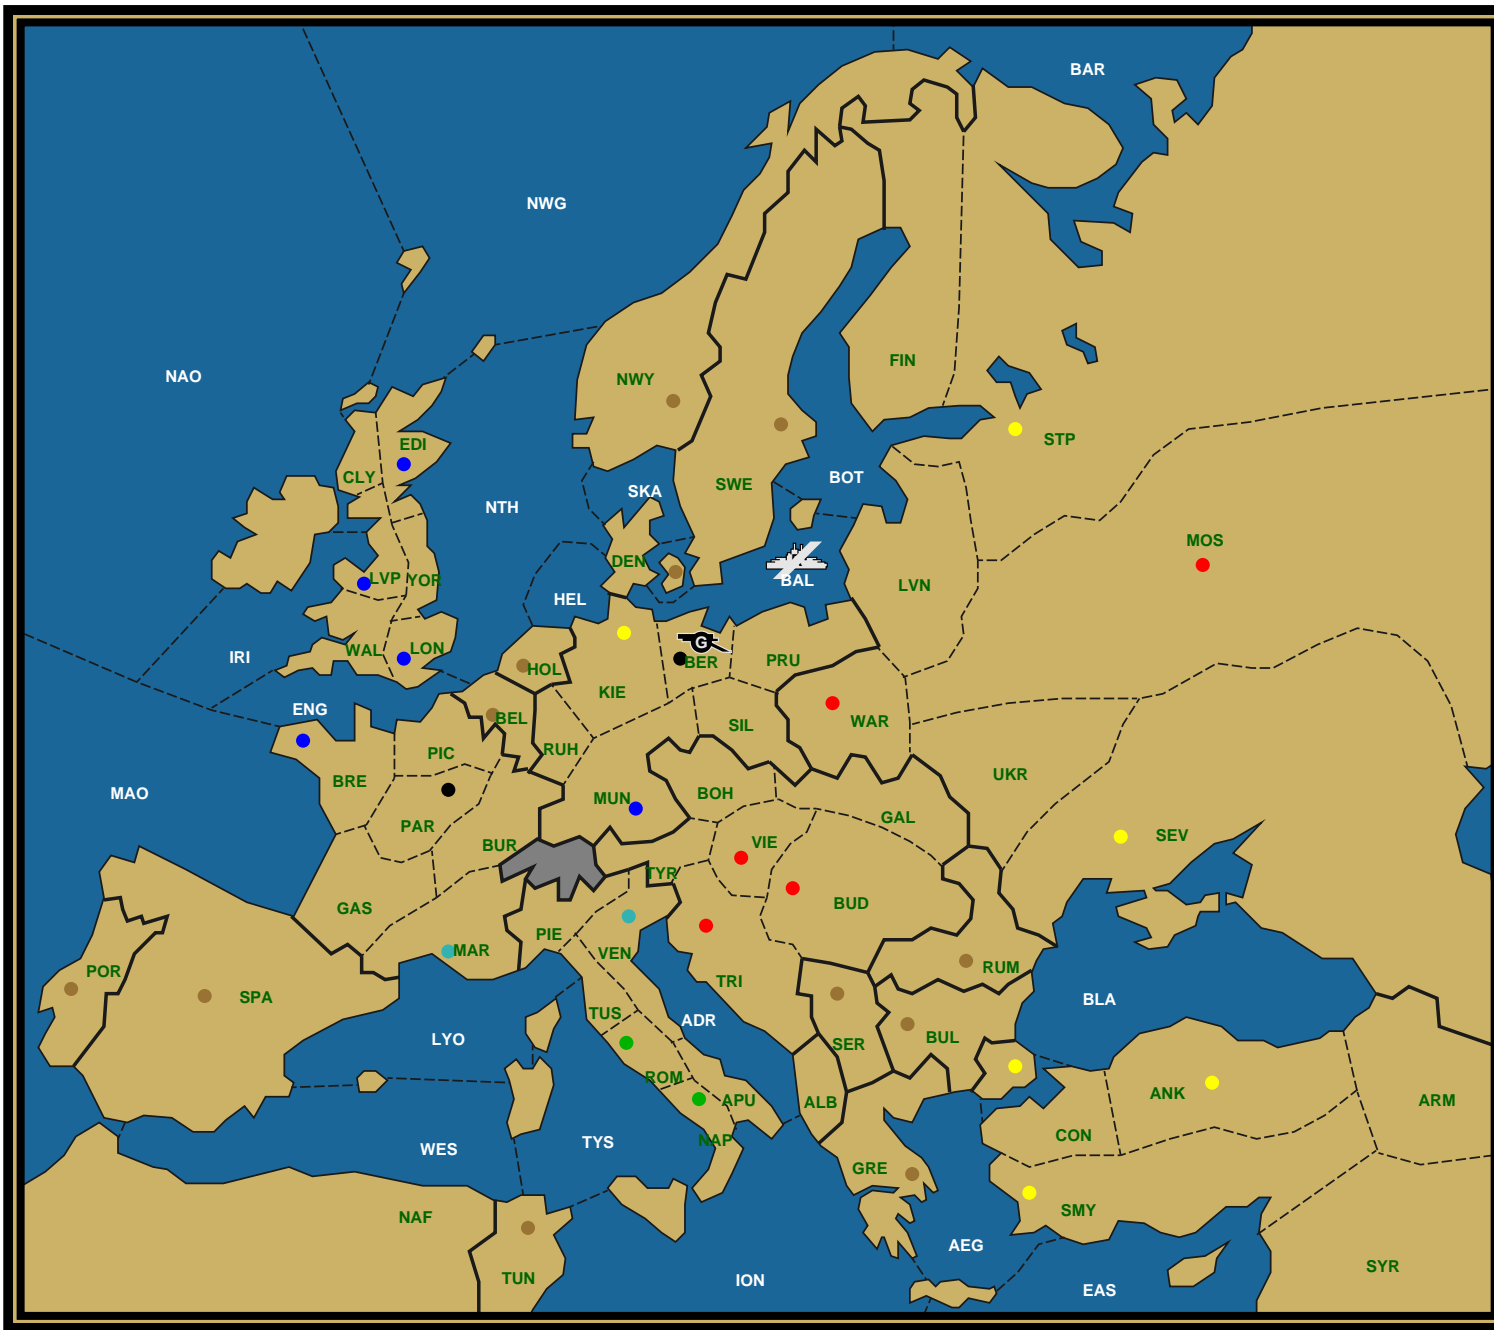 BAR
NWG
NAO
FIN
NWY
STP
EDI
CLY
SWE
BOT
SKA
NTH
MOS
DEN
BAL
LVP
YOR
LVN
HEL
WAL
LON
IRI
HOL
G
BER
PRU
KIE
ENG
BEL
WAR
SIL
PIC
RUH
UKR
BRE
MAO
MUN
BOH
GAL
PAR
SEV
BUR
VIE
TYR
BUD
GAS
PIE
VEN
MAR
POR
SPA
TRI
RUM
BLA
TUS
ADR
LYO
SER
BUL
ROM
APU
ALB
ANK
ARM
CON
NAP
WES
TYS
GRE
SMY
NAF
AEG
SYR
TUN
ION
EAS